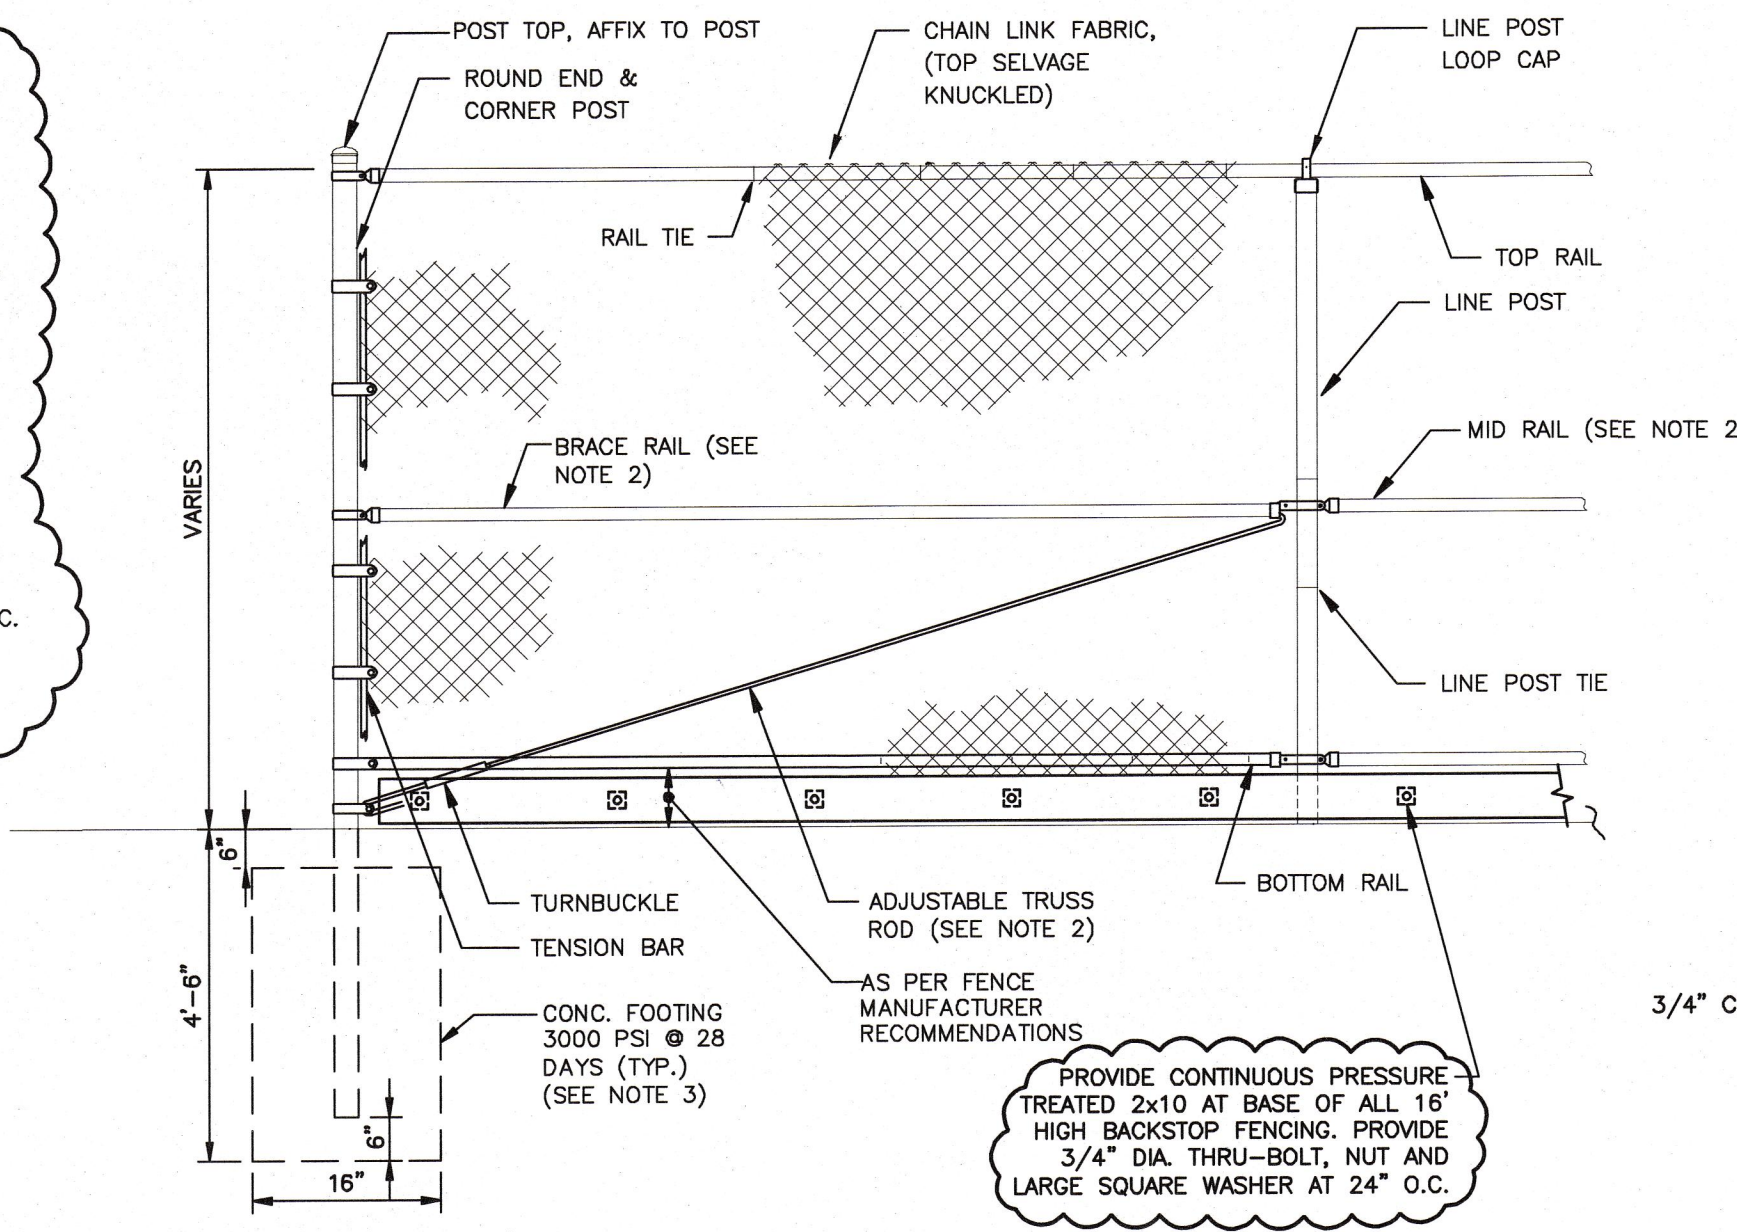 POST TOP, AFFIX TO POST
ROUND END &
CORNER POST
CHAIN LINK FABRIC,
(TOP SELVAGE
KNUCKLED)
LINE POST
LOOP CAP
RAIL TIE
TOP RAIL
LINE POST
BRACE RAIL (SEE
NOTE 2)
MID RAIL (SEE NOTE 2
VARIES
C.
LINE POST TIE
6"
TURNBUCKLE
TENSION BAR
ADJUSTABLE TRUSS
ROD (SEE NOTE 2)
BOTTOM RAIL
4'-6"
CONC. FOOTING
3000 PSI @ 28
DAYS (TYP.)
(SEE NOTE 3)
AS PER FENCE
MANUFACTURER
RECOMMENDATIONS
3/4" C
6"
16"
PROVIDE CONTINUOUS PRESSURE
TREATED 2x10 AT BASE OF ALL 16'
HIGH BACKSTOP FENCING. PROVIDE
3/4" DIA. THRU-BOLT, NUT AND
LARGE SQUARE WASHER AT 24" O.C.